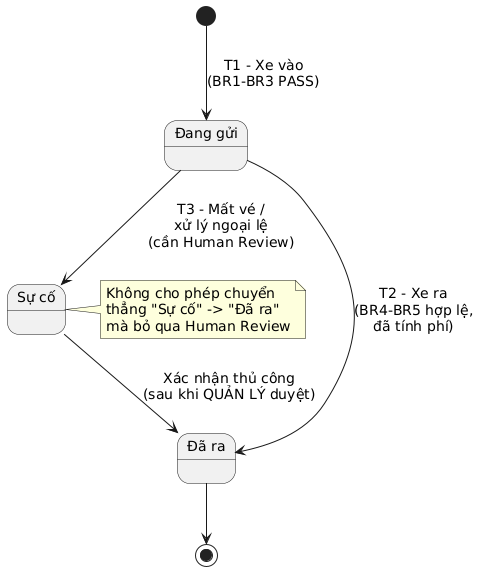 T1 - Xe vào
(BR1-BR3 PASS)
Đang gửi
T3 - Mất vé /
xử lý ngoại lệ
(cần Human Review)
Sự cố
Không cho phép chuyển
thẳng "Sự cố" -> "Đã ra"
mà bỏ qua Human Review
T2 - Xe ra
(BR4-BR5 hợp lệ,
đã tính phí)
Xác nhận thủ công
(sau khi QUẢN LÝ duyệt)
Đã ra